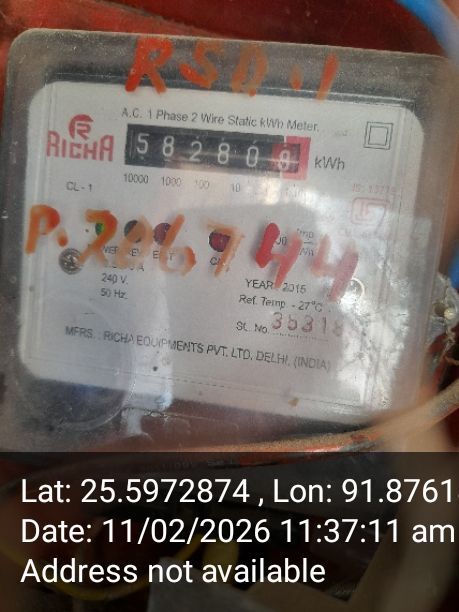 RSD-1
A.C. 1 Phase 2 Wire Static kWh Meter.
RICHA
58280 kWh
10000 1000 100 10
CL - 1
P. 206744
240 V.
50 Hz.
YEAR 2015
Ref. Temp - 27°C
SL. No. 35318
MFRS. : RICHA EQUIPMENTS PVT. LTD. DELHI. (INDIA)
Lat: 25.5972874 , Lon: 91.8761
Date: 11/02/2026 11:37:11 am
Address not available